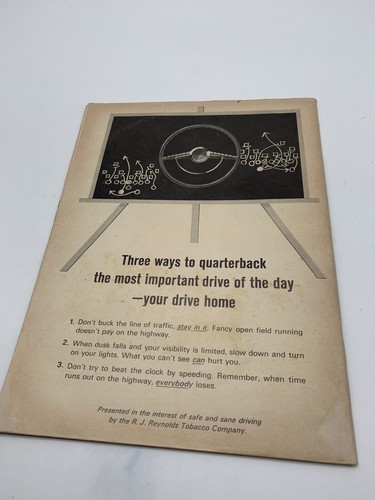 Three ways to quarterback
the most important drive of the day
—your drive home
1. Don't buck the line of traffic, stay in it. Fancy open field running
doesn't pay on the highway.
2. When dusk falls and your visibility is limited, slow down and turn
on your lights. What you can't see can hurt you.
3. Don't try to beat the clock by speeding. Remember, when time
runs out on the highway, everybody loses.
Presented in the interest of safe and sane driving
by the R. J. Reynolds Tobacco Company.